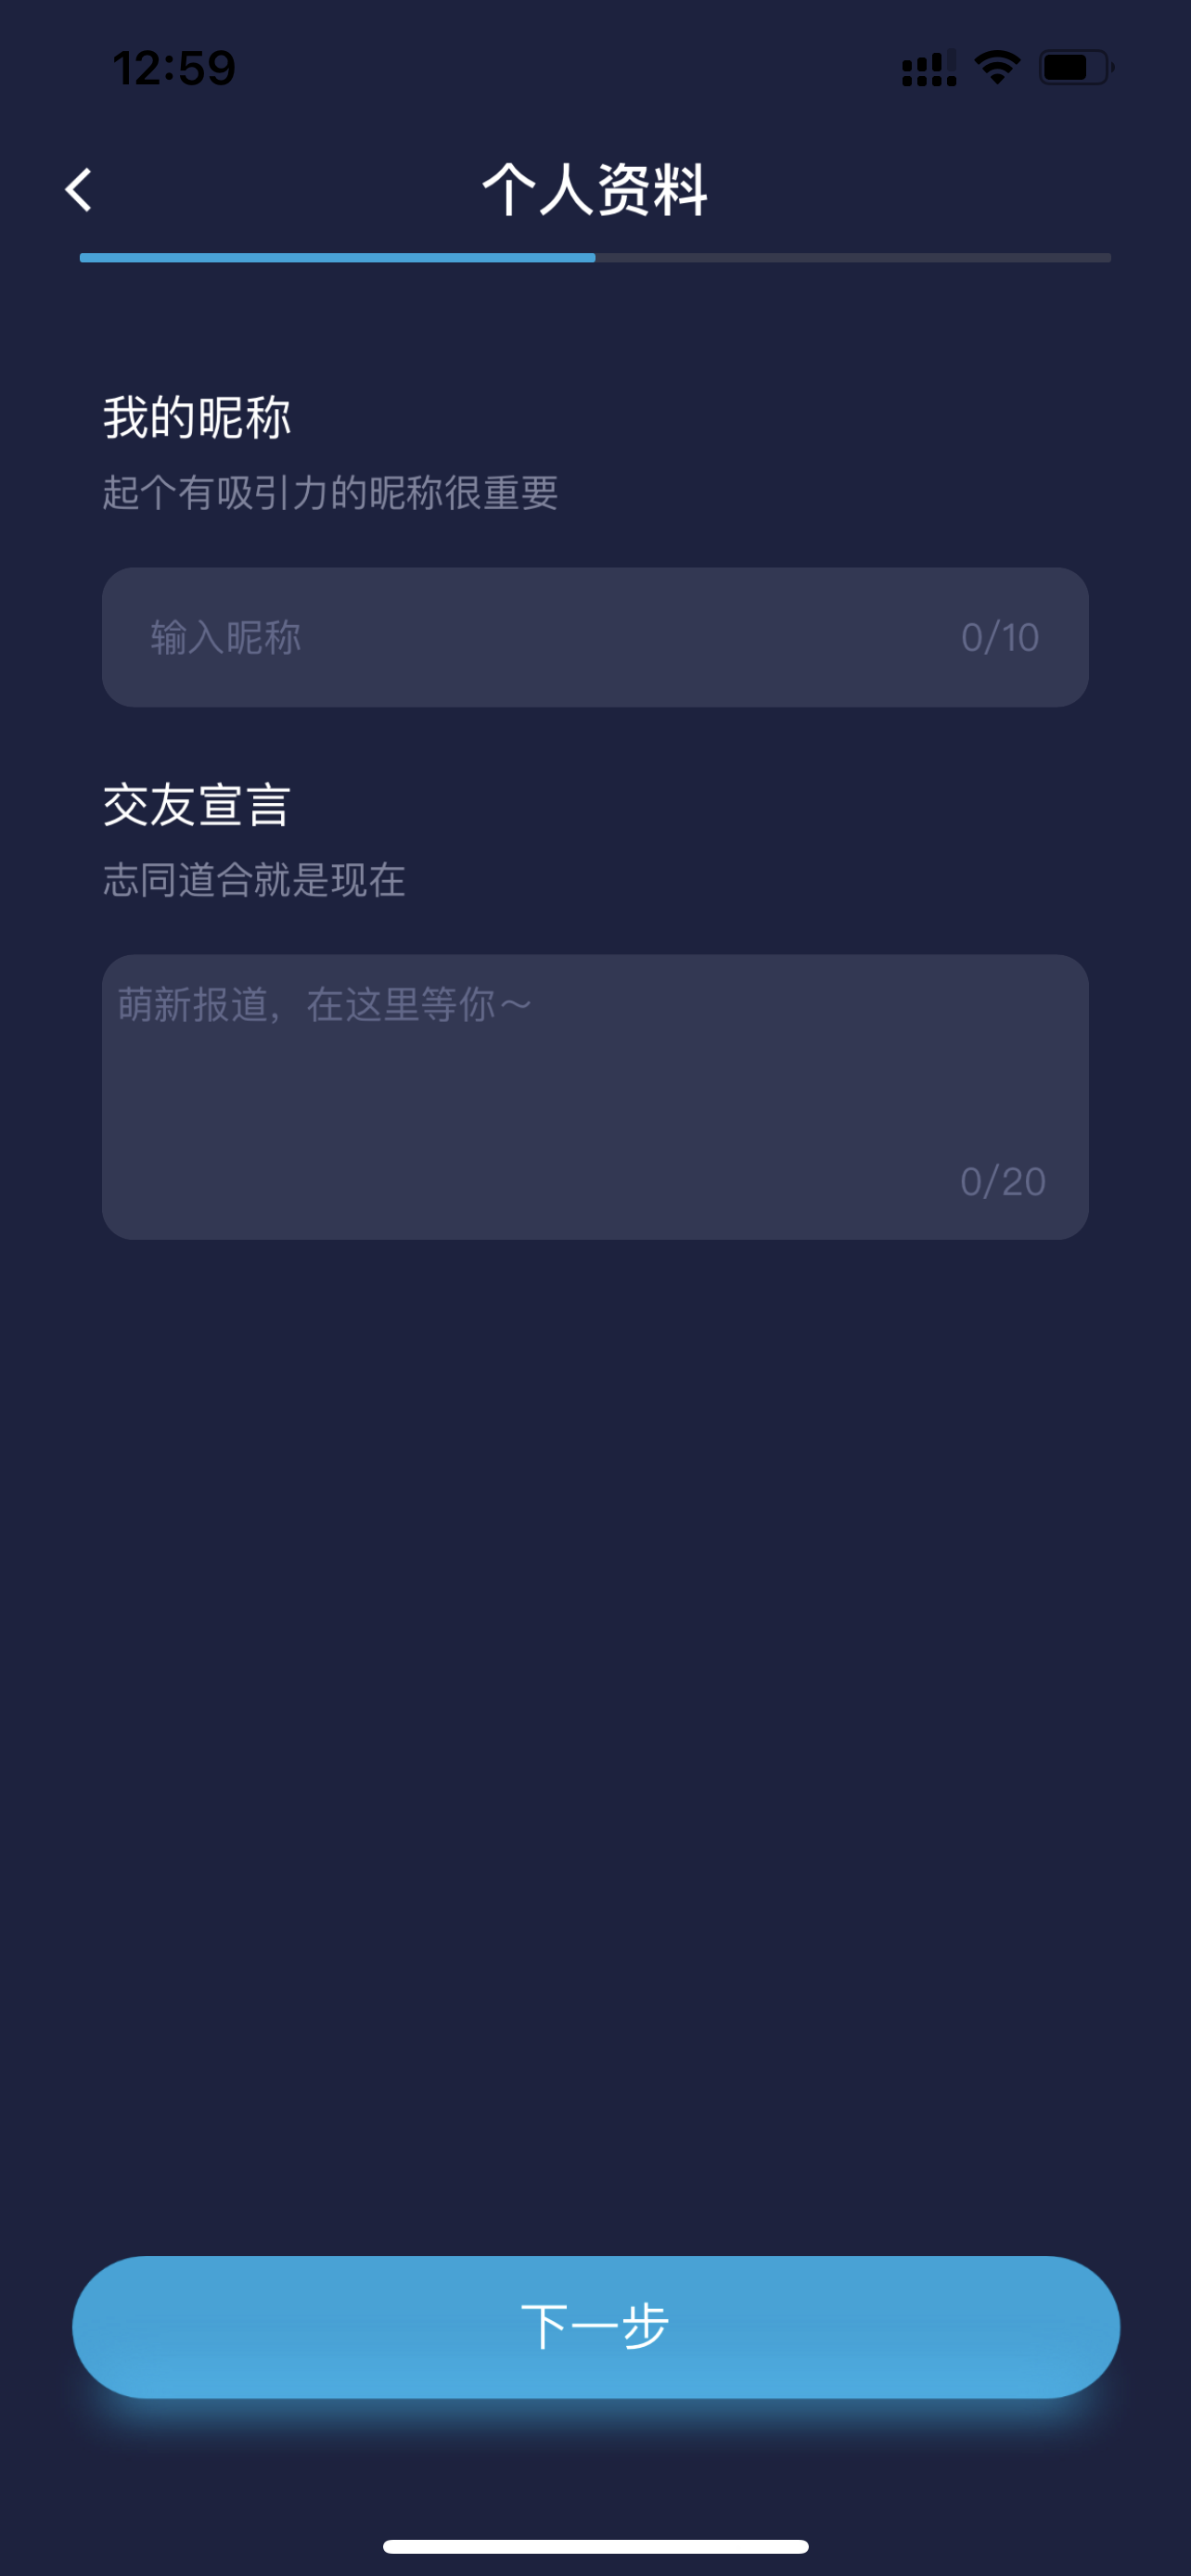 12:59
个人资料
我的昵称
起个有吸引力的昵称很重要
输入昵称 0/10
交友宣言
志同道合就是现在
萌新报道，在这里等你～
0/20
下一步